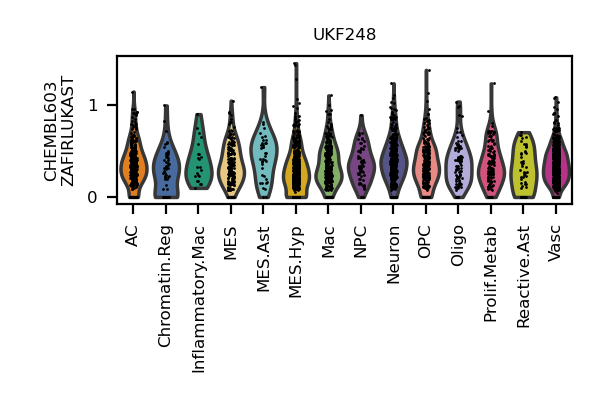 UKF248
CHEMBL603
ZAFIRLUKAST
1
0
AC
Chromatin.Reg
Inflammatory.Mac
MES
MES.Ast
MES.Hyp
Mac
NPC
Neuron
OPC
Oligo
Prolif.Metab
Reactive.Ast
Vasc